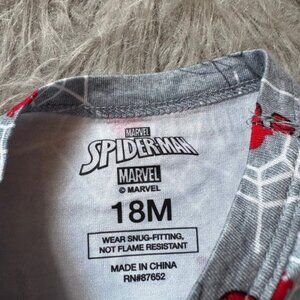 MARVEL
SPIDER-MAN
MARVEL
© MARVEL
18M
WEAR SNUG-FITTING,
NOT FLAME RESISTANT
MADE IN CHINA
RN#87652